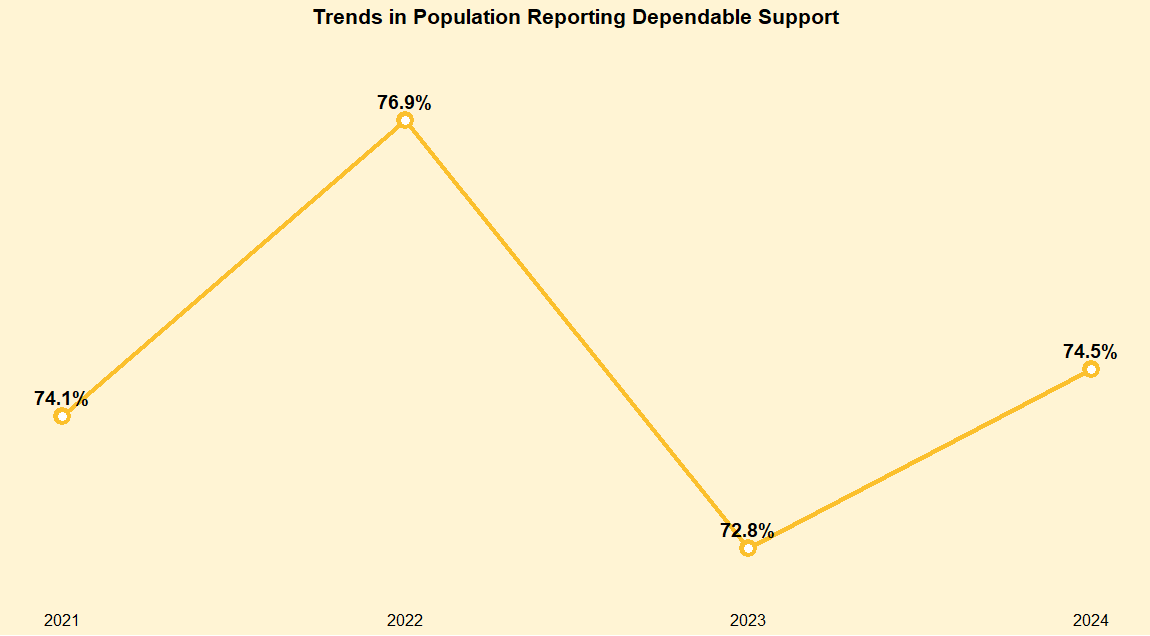 Trends in Population Reporting Dependable Support
76.9%
74.5%
74.1%
72.8%
2021 2022 2023 2024